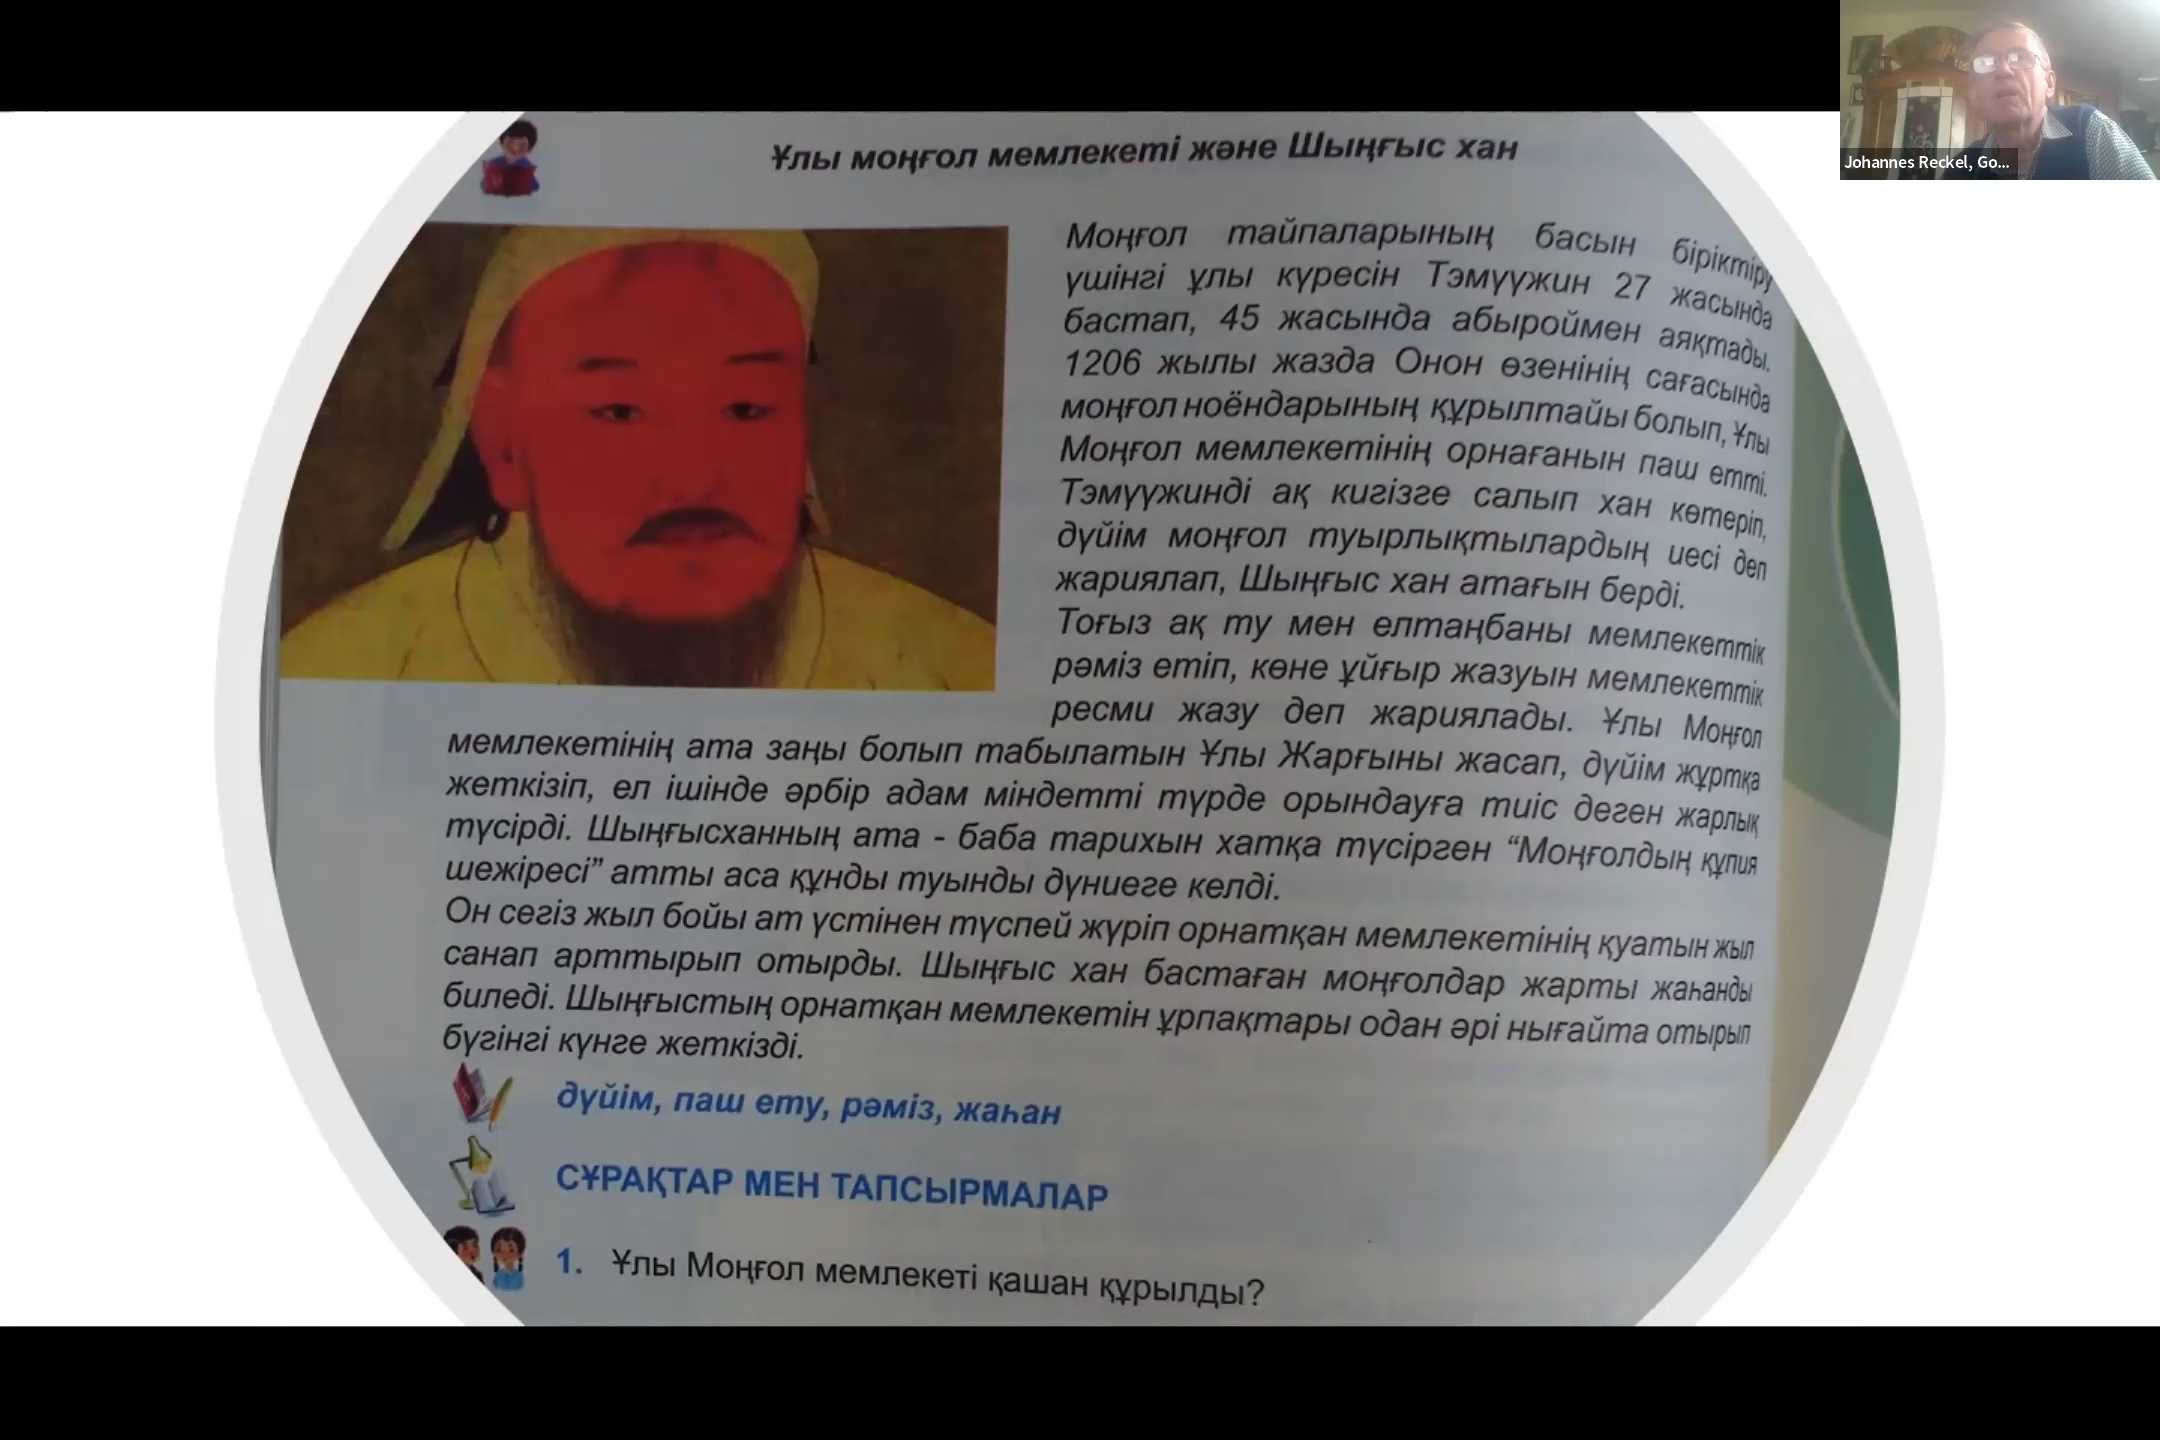 Johannes Reckel, Go...
Ұлы моңғол мемлекеті және Шыңғыс хан
Моңғол тайпаларының басын біріктіру
үшінгі ұлы күресін Тэмүүжин 27 жасында
бастап, 45 жасында абыроймен аяқтады.
1206 жылы жазда Онон өзенінің сағасында
моңғол ноёндарының құрылтайы болып, Ұлы
Моңғол мемлекетінің орнағанын паш етті.
Тэмүүжинді ақ кигізге салып хан көтеріп,
дүйім моңғол туырлықтылардың иесі деп
жариялап, Шыңғыс хан атағын берді.
Тоғыз ақ ту мен елтаңбаны мемлекеттік
рәміз етіп, көне ұйғыр жазуын мемлекеттік
ресми жазу деп жариялады. Ұлы Моңғол
мемлекетінің ата заңы болып табылатын Ұлы Жарғыны жасап, дүйім жұртқа
жеткізіп, ел ішінде әрбір адам міндетті түрде орындауға тиіс деген жарлық
түсірді. Шыңғысханның ата - баба тарихын хатқа түсірген “Моңғолдың құпия
шежіресі” атты аса құнды туынды дүниеге келді.
Он сегіз жыл бойы ат үстінен түспей жүріп орнатқан мемлекетінің қуатын жыл
санап арттырып отырды. Шыңғыс хан бастаған моңғолдар жарты жаһанды
биледі. Шыңғыстың орнатқан мемлекетін ұрпақтары одан әрі нығайта отырып
бүгінгі күнге жеткізді.
дүйім, паш ету, рәміз, жаһан
СҰРАҚТАР МЕН ТАПСЫРМАЛАР
1. Ұлы Моңғол мемлекеті қашан құрылды?